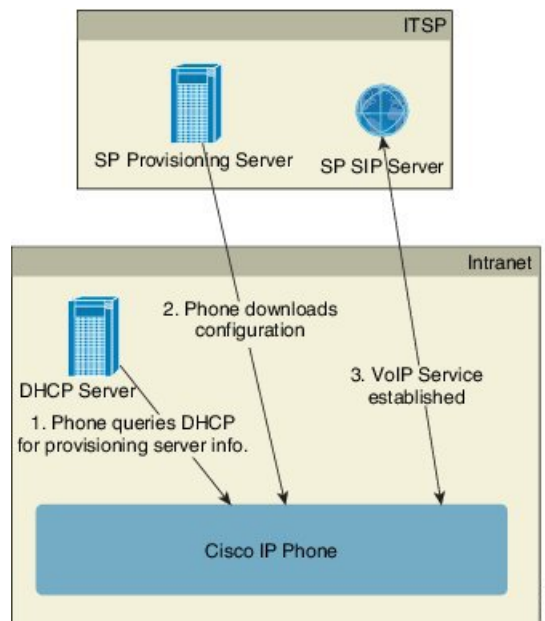 ITSP
SP Provisioning Server
SP SIP Server
Intranet
2. Phone downloads
configuration
DHCP Server
3. VoIP Service
established
1. Phone queries DHCP
for provisioning server info.
Cisco IP Phone